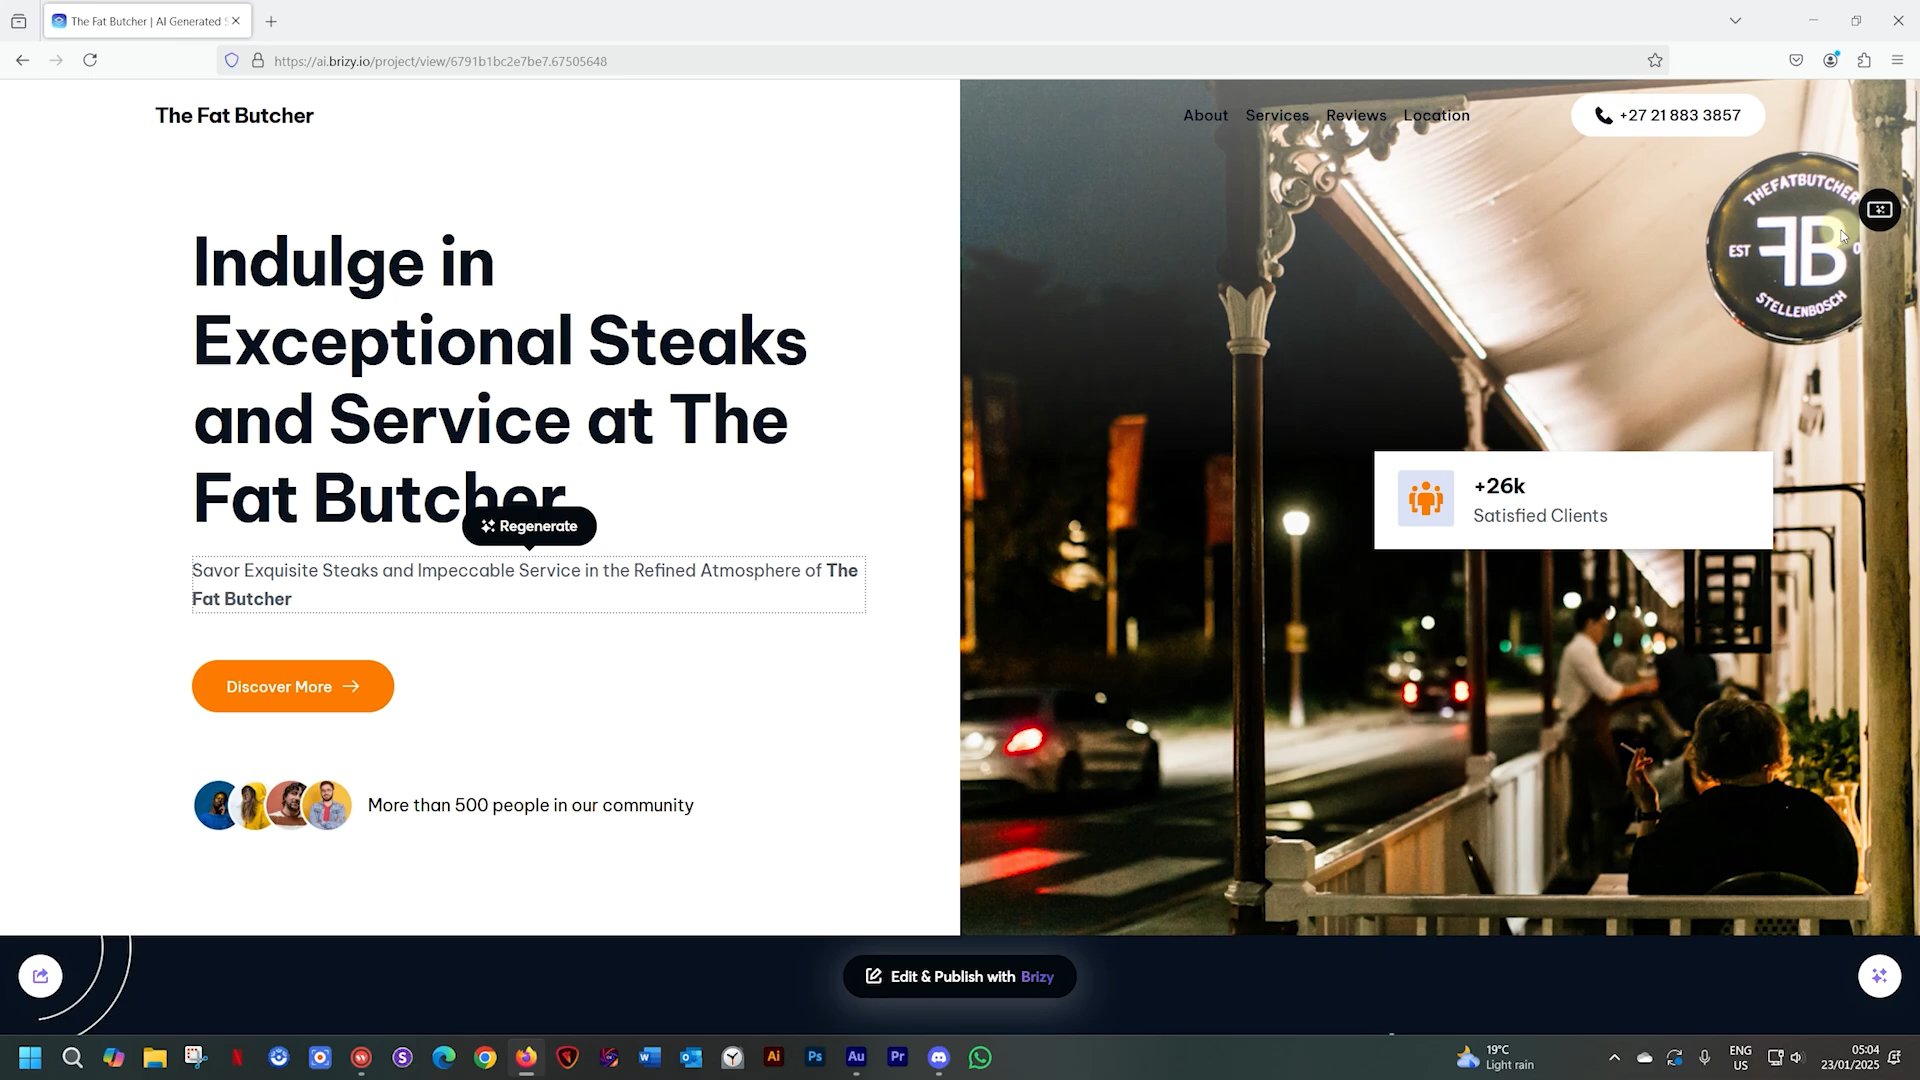 The Fat Butcher | AI Generated S
https://ai.brizy.io/project/view/6791b1bc2e7be7.67505648
The Fat Butcher
About Services Reviews Location
+27 21 883 3857
Indulge in
Exceptional Steaks
and Service at The
Fat Butcher
Regenerate
Savor Exquisite Steaks and Impeccable Service in the Refined Atmosphere of The
Fat Butcher
Discover More
More than 500 people in our community
THEFATBUTCHER
EST
FB
STELLENBOSCH
+26k
Satisfied Clients
Edit & Publish with Brizy
19°C
Light rain
ENG
US
05:04
23/01/2025